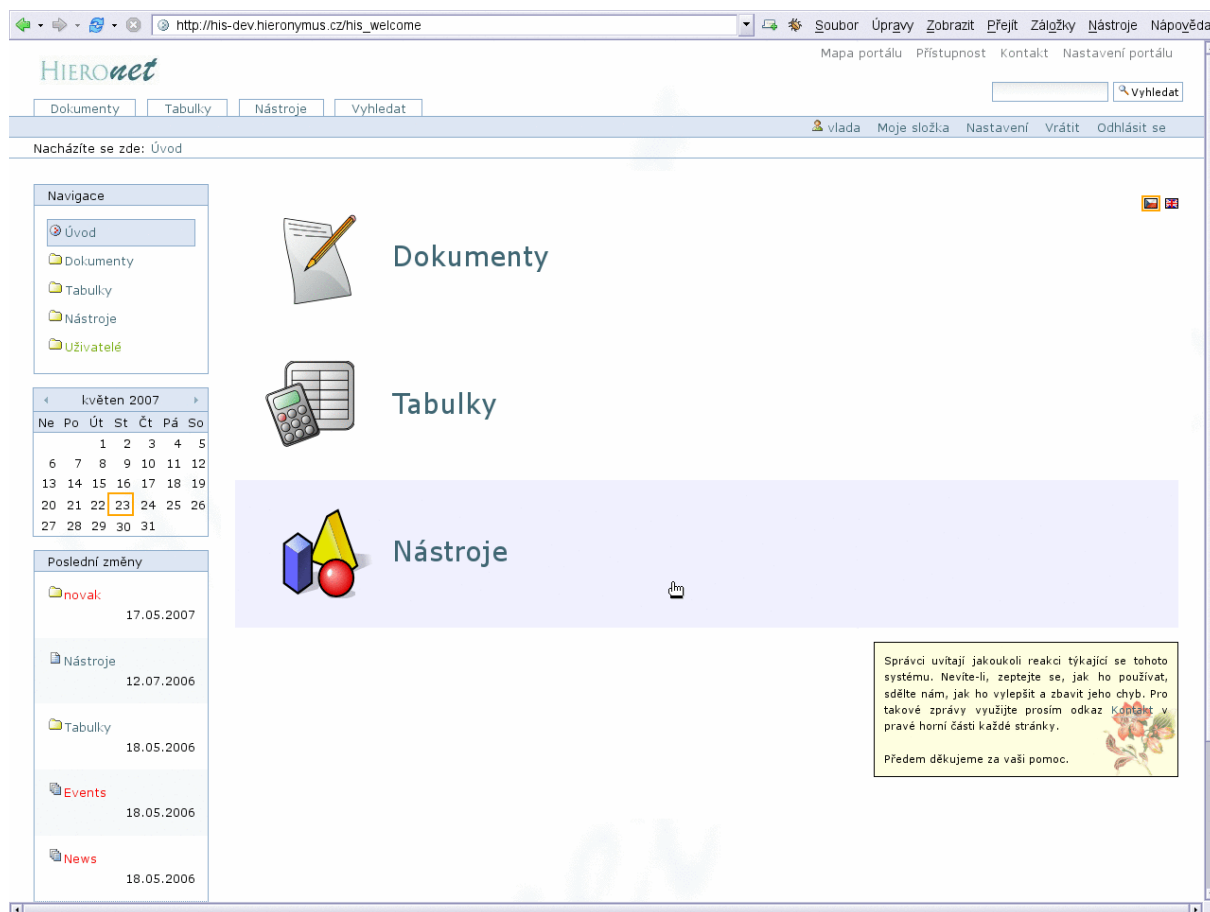 http://his-dev.hieronymus.cz/his_welcome
Soubor Úpravy Zobrazit Přejít Záložky Nástroje Nápověda
Mapa portálu Přístupnost Kontakt Nastavení portálu
HIEROnet
Vyhledat
Dokumenty Tabulky Nástroje Vyhledat
vlada Moje složka Nastavení Vrátit Odhlásit se
Nacházíte se zde: Úvod
Navigace
Úvod
Dokumenty
Tabulky
Nástroje
Uživatelé
květen 2007
Ne Po Út St Čt Pá So
1 2 3 4 5
6 7 8 9 10 11 12
13 14 15 16 17 18 19
20 21 22 23 24 25 26
27 28 29 30 31
Poslední změny
novak
17.05.2007
Nástroje
12.07.2006
Tabulky
18.05.2006
Events
18.05.2006
News
18.05.2006
Dokumenty
Tabulky
Nástroje
Správci uvítají jakoukoli reakci týkající se tohoto
systému. Nevíte-li, zeptejte se, jak ho používat,
sdělte nám, jak ho vylepšit a zbavit jeho chyb. Pro
takové zprávy využijte prosím odkaz Kontakt v
pravé horní části každé stránky.
Předem děkujeme za vaši pomoc.